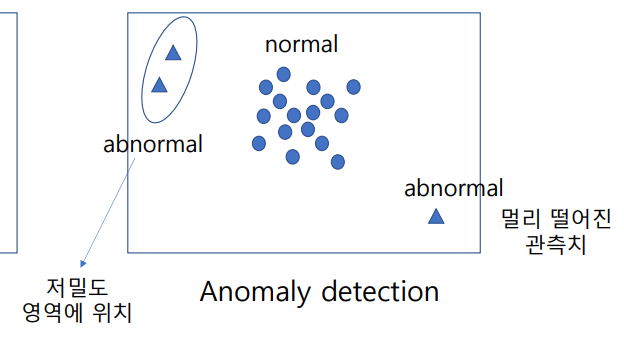 normal
abnormal
abnormal
멀리 떨어진
관측치
저밀도
영역에 위치
Anomaly detection